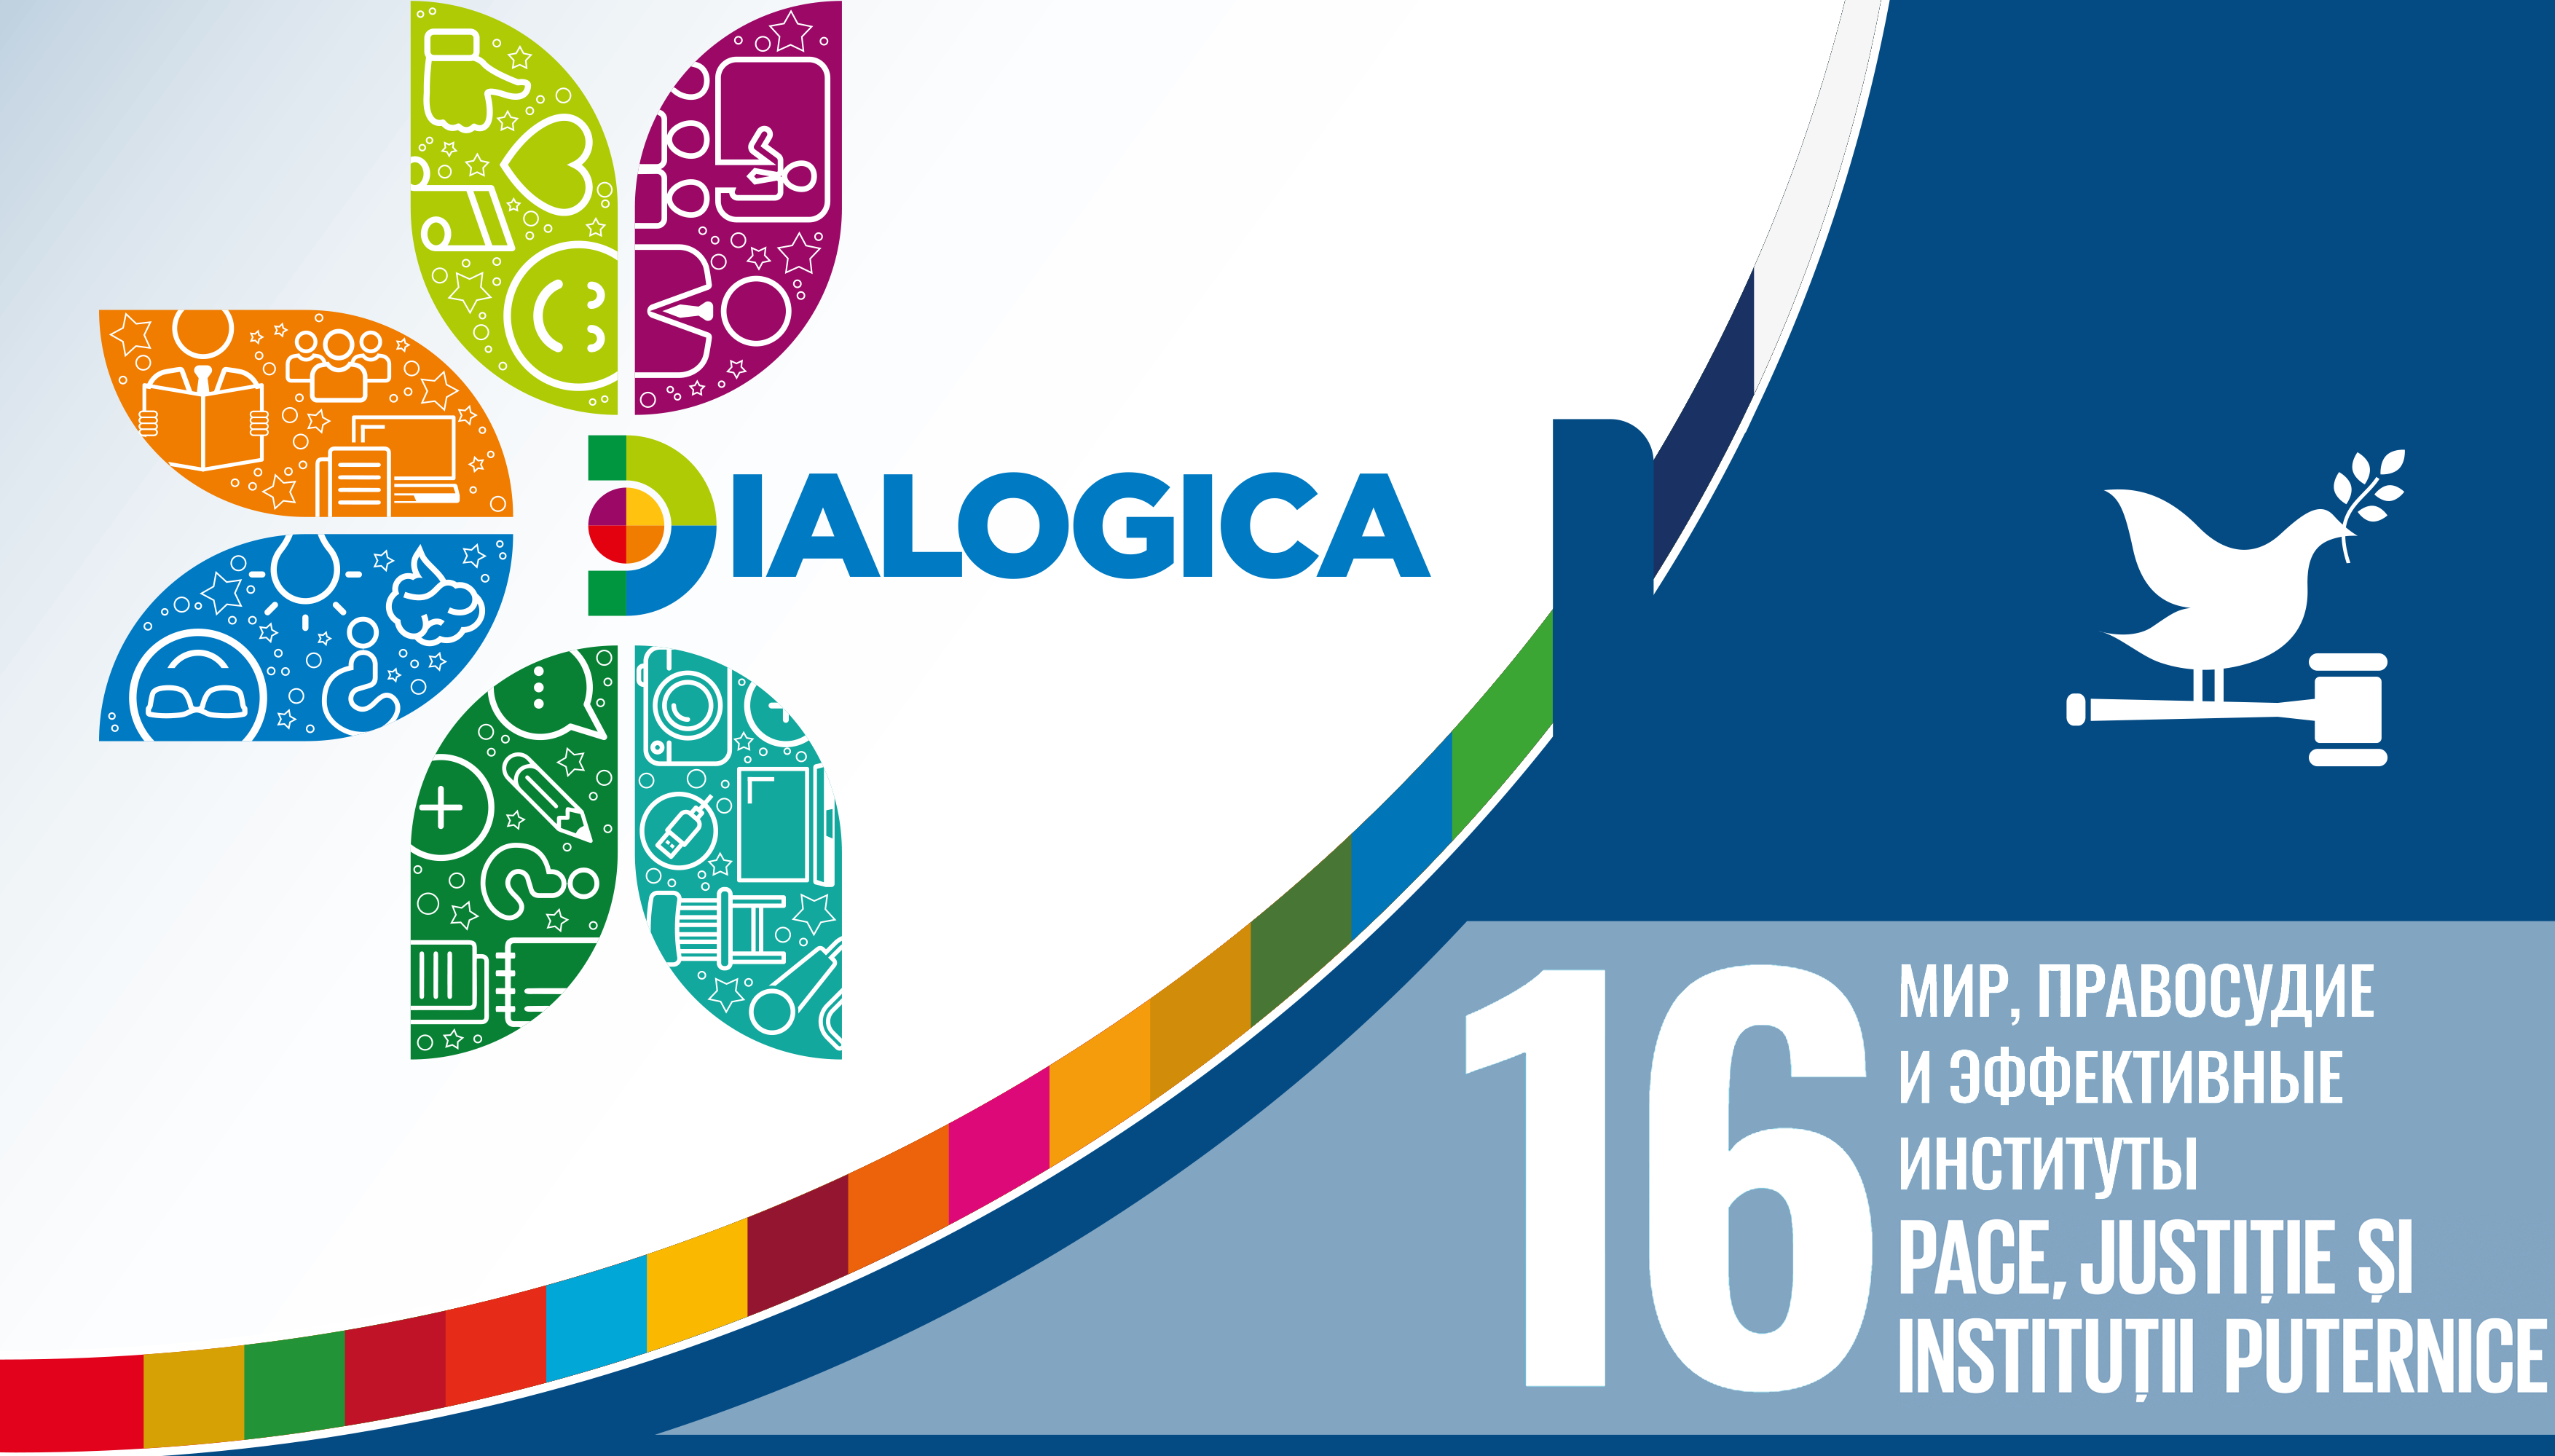 DIALOGICA
16
МИР, ПРАВОСУДИЕ
И ЭФФЕКТИВНЫЕ
ИНСТИТУТЫ
PACE, JUSTIȚIE ȘI
INSTITUȚII PUTERNICE